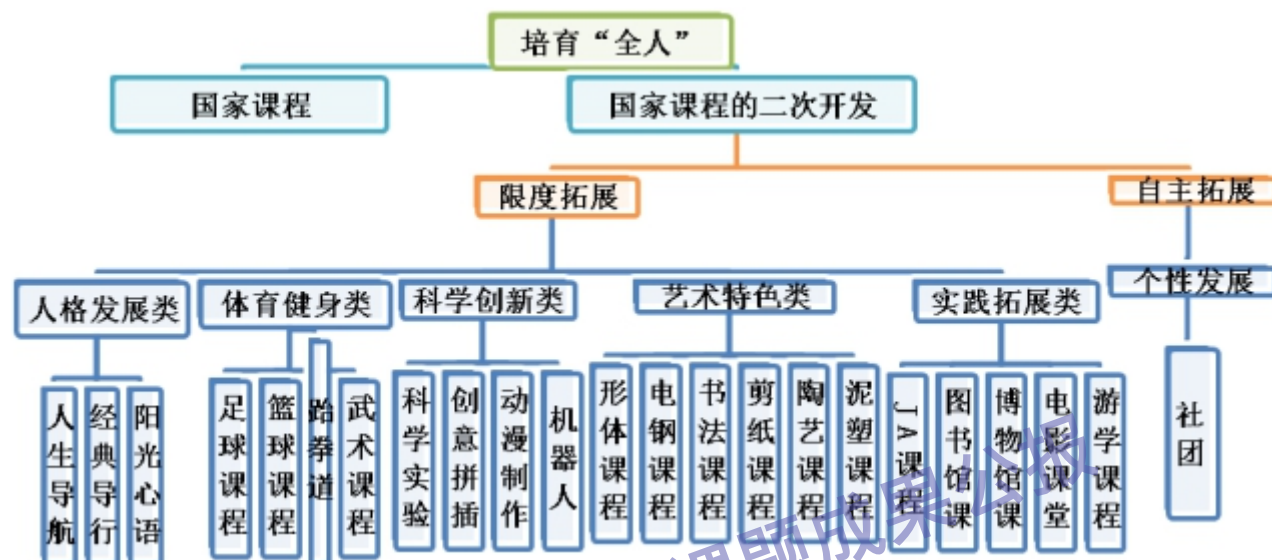 培育“全人”
国家课程
国家课程的二次开发
限度拓展
自主拓展
人格发展类
体育健身类
科学创新类
艺术特色类
实践拓展类
个性发展
人生导航
经典导行
阳光心语
足球课程
篮球课程
跆拳道
武术课程
科学实验
创意拼插
动漫制作
机器人
形体课程
电钢课程
书法课程
剪纸课程
陶艺课程
泥塑课程
JA课程
图书馆课
博物馆课
电影课堂
游学课程
社团
课题成果公报